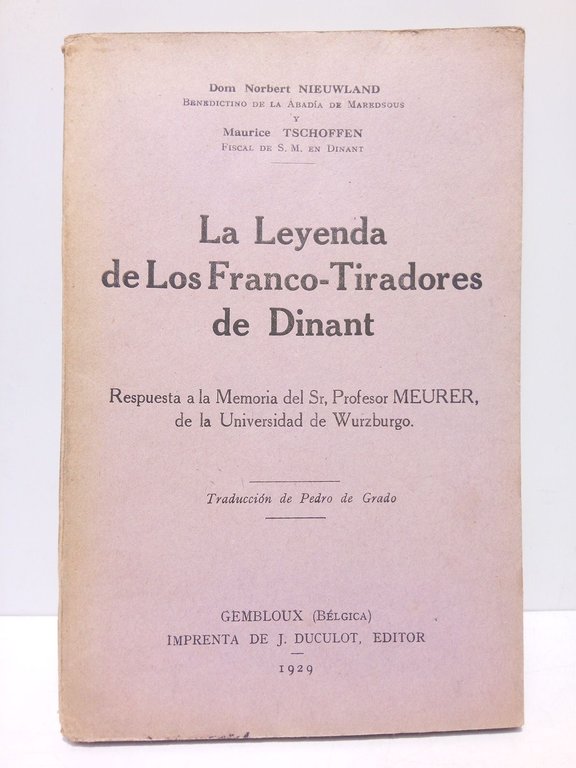 Dom Norbert NIEUWLAND
BENEDICTINO DE LA ABADÍA DE MAREDSOUS
Y
Maurice TSCHOFFEN
FISCAL DE S. M. EN DINANT
La Leyenda
de Los Franco-Tiradores
de Dinant
Respuesta a la Memoria del Sr, Profesor MEURER,
de la Universidad de Wurzburgo.
Traducción de Pedro de Grado
GEMBLOUX (BÉLGICA)
IMPRENTA DE J. DUCULOT, EDITOR
1929